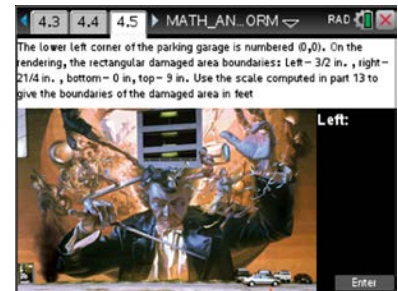 4.3 4.4 4.5 MATH_AN...ORM RAD
The lower left corner of the parking garage is numbered (0,0). On the
rendering, the rectangular damaged area boundaries: Left– 3/2 in. , right–
21/4 in. , bottom– 0 in, top– 9 in. Use the scale computed in part 13 to
give the boundaries of the damaged area in feet
Left:
Enter